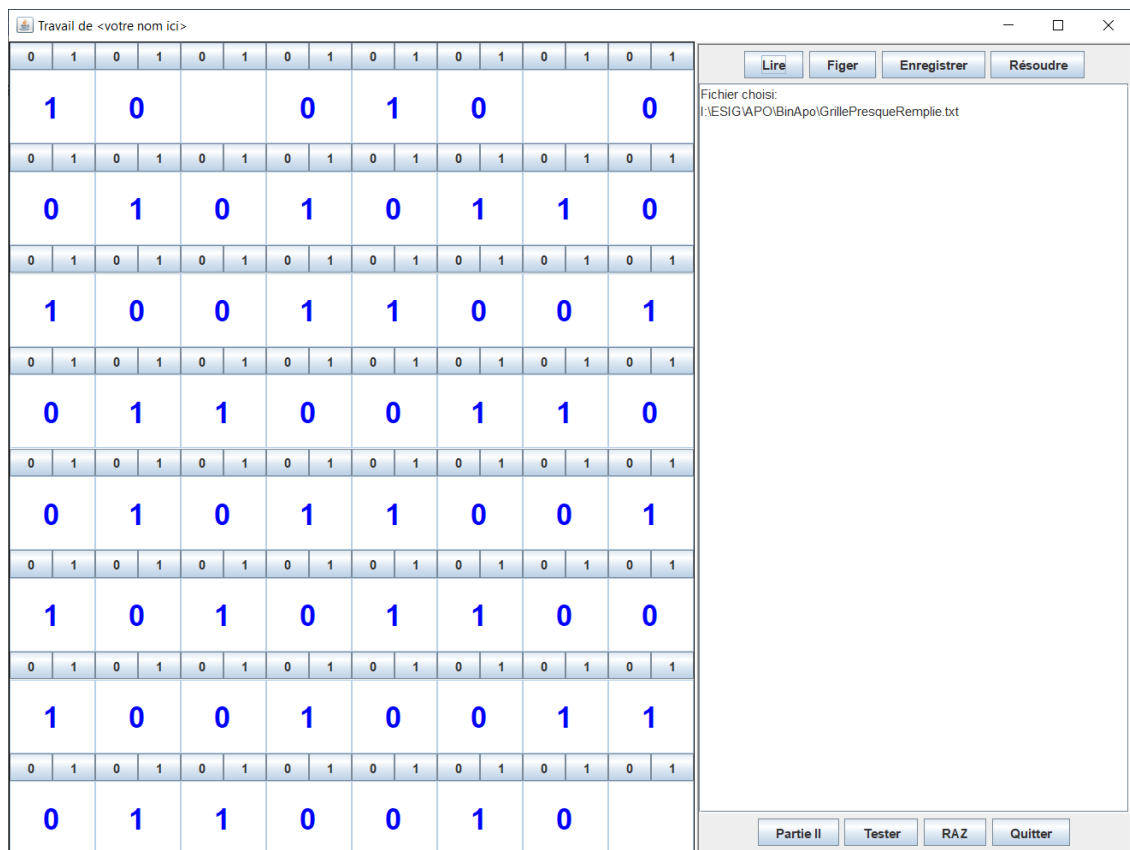 Travail de <votre nom ici>
0 1 0 1 0 1 0 1 0 1 0 1 0 1 0 1
Lire Figer Enregistrer Résoudre
1 0 0 1 0 0
Fichier choisi:
I:\ESIG\APO\BinApo\GrillePresqueRemplie.txt
0 1 0 1 0 1 0 1 0 1 0 1 0 1 0 1
0 1 0 1 0 1 1 0
0 1 0 1 0 1 0 1 0 1 0 1 0 1 0 1
1 0 0 1 1 0 0 1
0 1 0 1 0 1 0 1 0 1 0 1 0 1 0 1
0 1 1 0 0 1 1 0
0 1 0 1 0 1 0 1 0 1 0 1 0 1 0 1
0 1 0 1 1 0 0 1
0 1 0 1 0 1 0 1 0 1 0 1 0 1 0 1
1 0 1 0 1 1 0 0
0 1 0 1 0 1 0 1 0 1 0 1 0 1 0 1
1 0 0 1 0 0 1 1
0 1 0 1 0 1 0 1 0 1 0 1 0 1 0 1
0 1 1 0 0 1 0
Partie II Tester RAZ Quitter